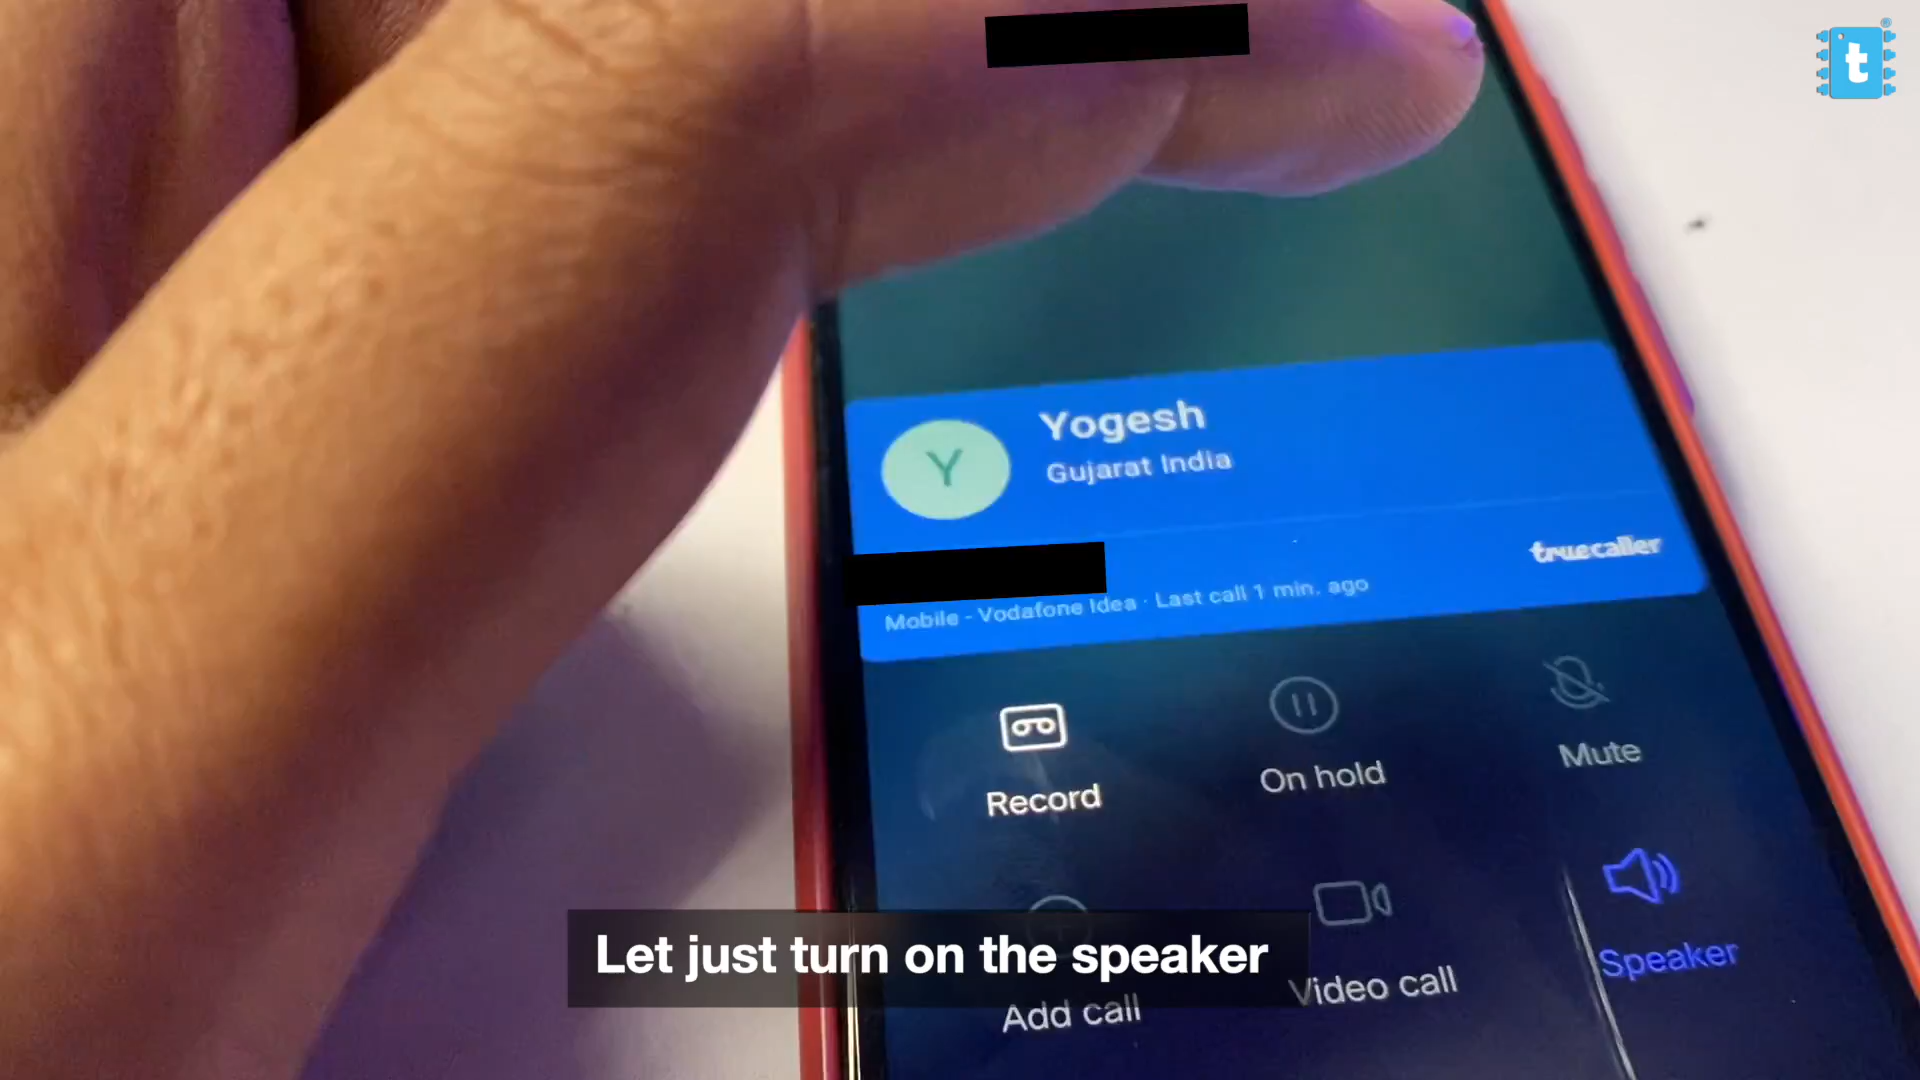 t
Yogesh
Y
Gujarat India
truecaller
Mobile - Vodafone Idea · Last call 1 min. ago
Record
On hold
Mute
Speaker
Let just turn on the speaker
Video call
Add call